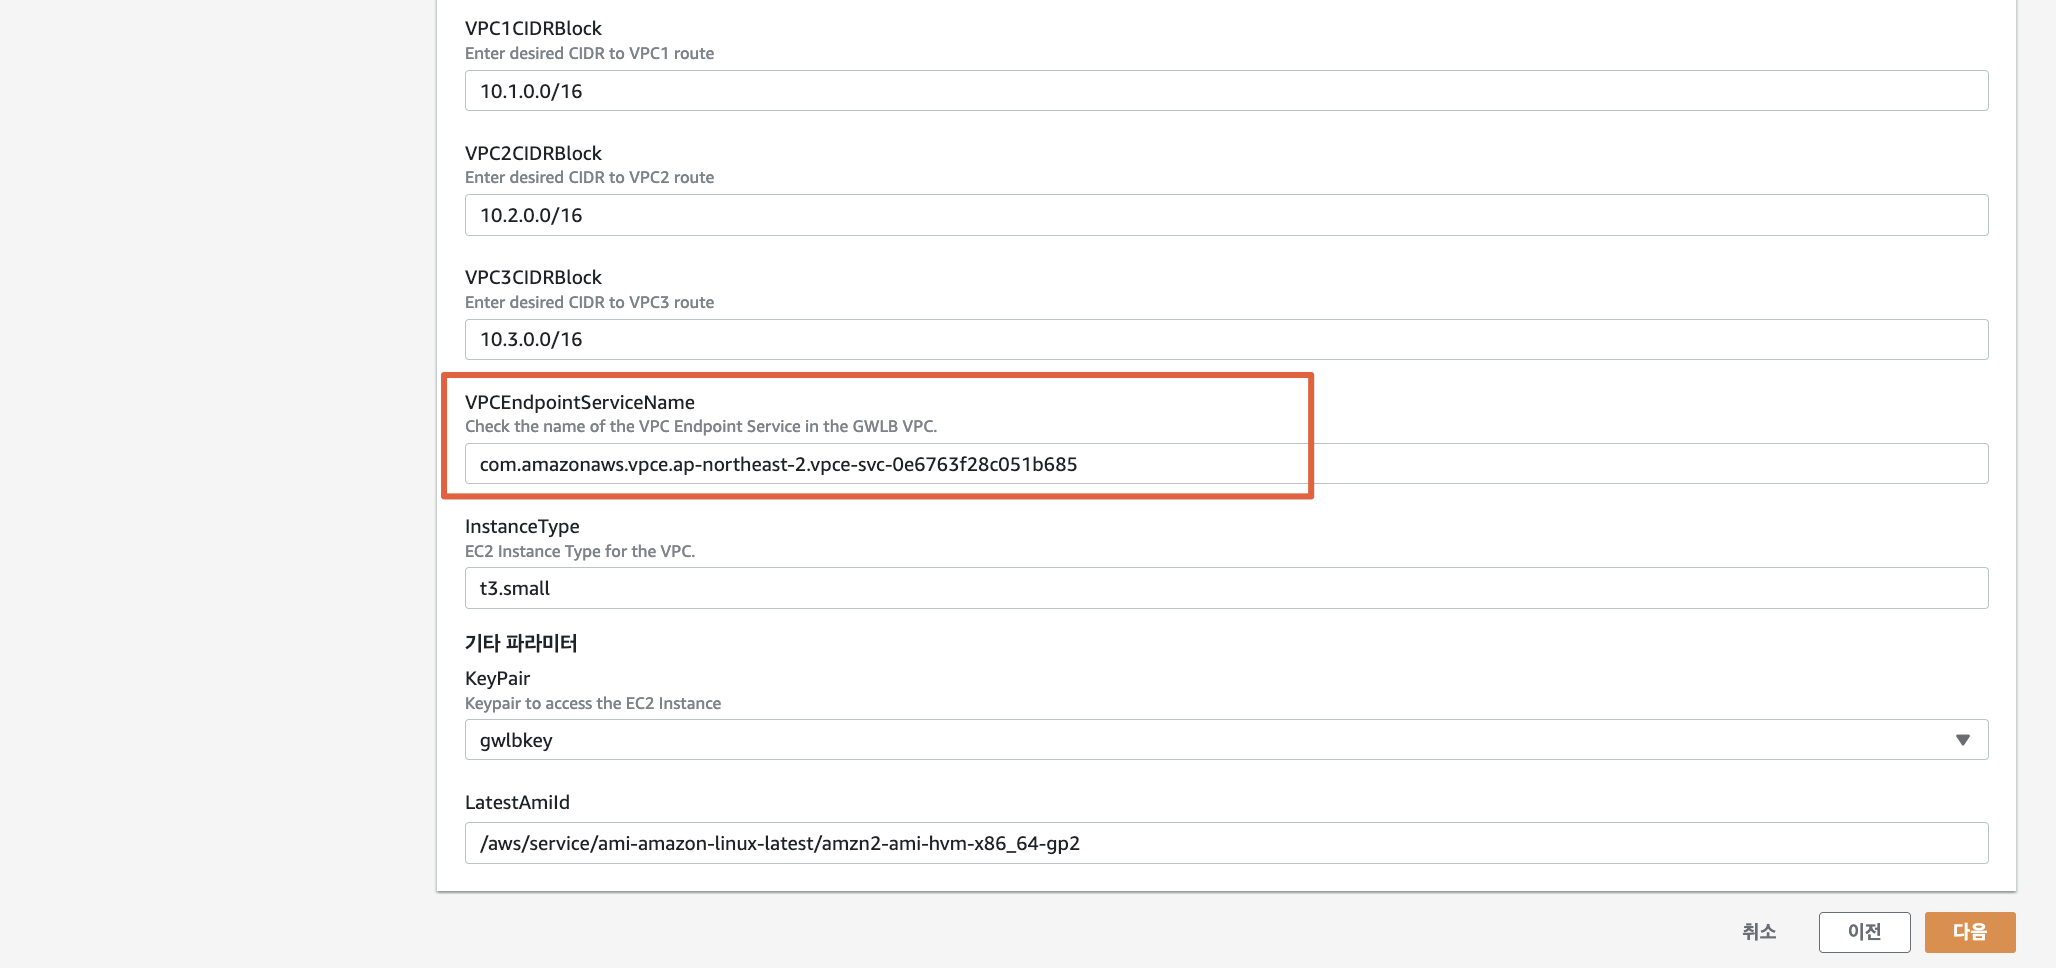 VPC1CIDRBlock
Enter desired CIDR to VPC1 route
10.1.0.0/16
VPC2CIDRBlock
Enter desired CIDR to VPC2 route
10.2.0.0/16
VPC3CIDRBlock
Enter desired CIDR to VPC3 route
10.3.0.0/16
VPCEndpointServiceName
Check the name of the VPC Endpoint Service in the GWLB VPC.
com.amazonaws.vpce.ap-northeast-2.vpce-svc-0e6763f28c051b685
InstanceType
EC2 Instance Type for the VPC.
t3.small
기타 파라미터
KeyPair
Keypair to access the EC2 Instance
gwlbkey
LatestAmiId
/aws/service/ami-amazon-linux-latest/amzn2-ami-hvm-x86_64-gp2
취소 이전 다음